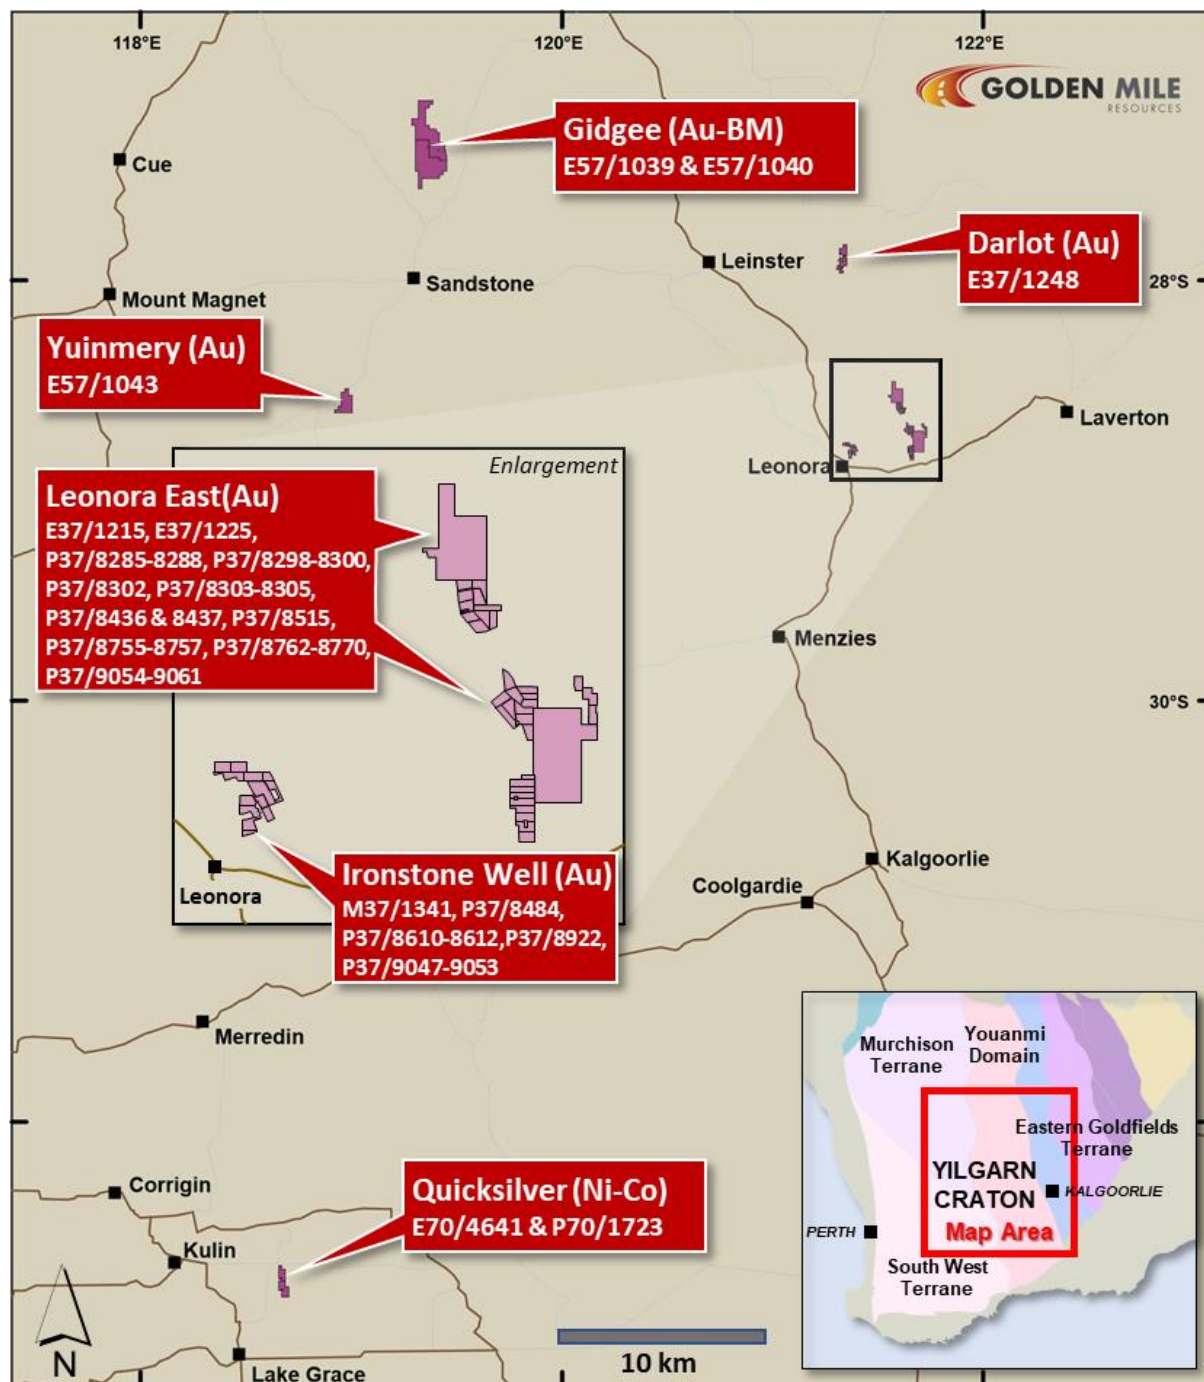 118°E
120°E
122°E
GOLDEN MILE
RESOURCES
Gidgee (Au-BM)
E57/1039 & E57/1040
Cue
Darlot (Au)
E37/1248
Leinster
Sandstone
28°S
Mount Magnet
Yuinmery (Au)
E57/1043
Laverton
Leonora
Enlargement
Leonora East(Au)
E37/1215, E37/1225,
P37/8285-8288, P37/8298-8300,
P37/8302, P37/8303-8305,
P37/8436 & 8437, P37/8515,
P37/8755-8757, P37/8762-8770,
P37/9054-9061
Menzies
30°S
Leonora
Ironstone Well (Au)
M37/1341, P37/8484,
P37/8610-8612,P37/8922,
P37/9047-9053
Kalgoorlie
Coolgardie
Merredin
Murchison
Terrane
Youanmi
Domain
Eastern Goldfields
Terrane
YILGARN
CRATON
KALGOORLIE
PERTH
Map Area
South West
Terrane
Corrigin
Quicksilver (Ni-Co)
E70/4641 & P70/1723
Kulin
N
10 km
Lake Grace